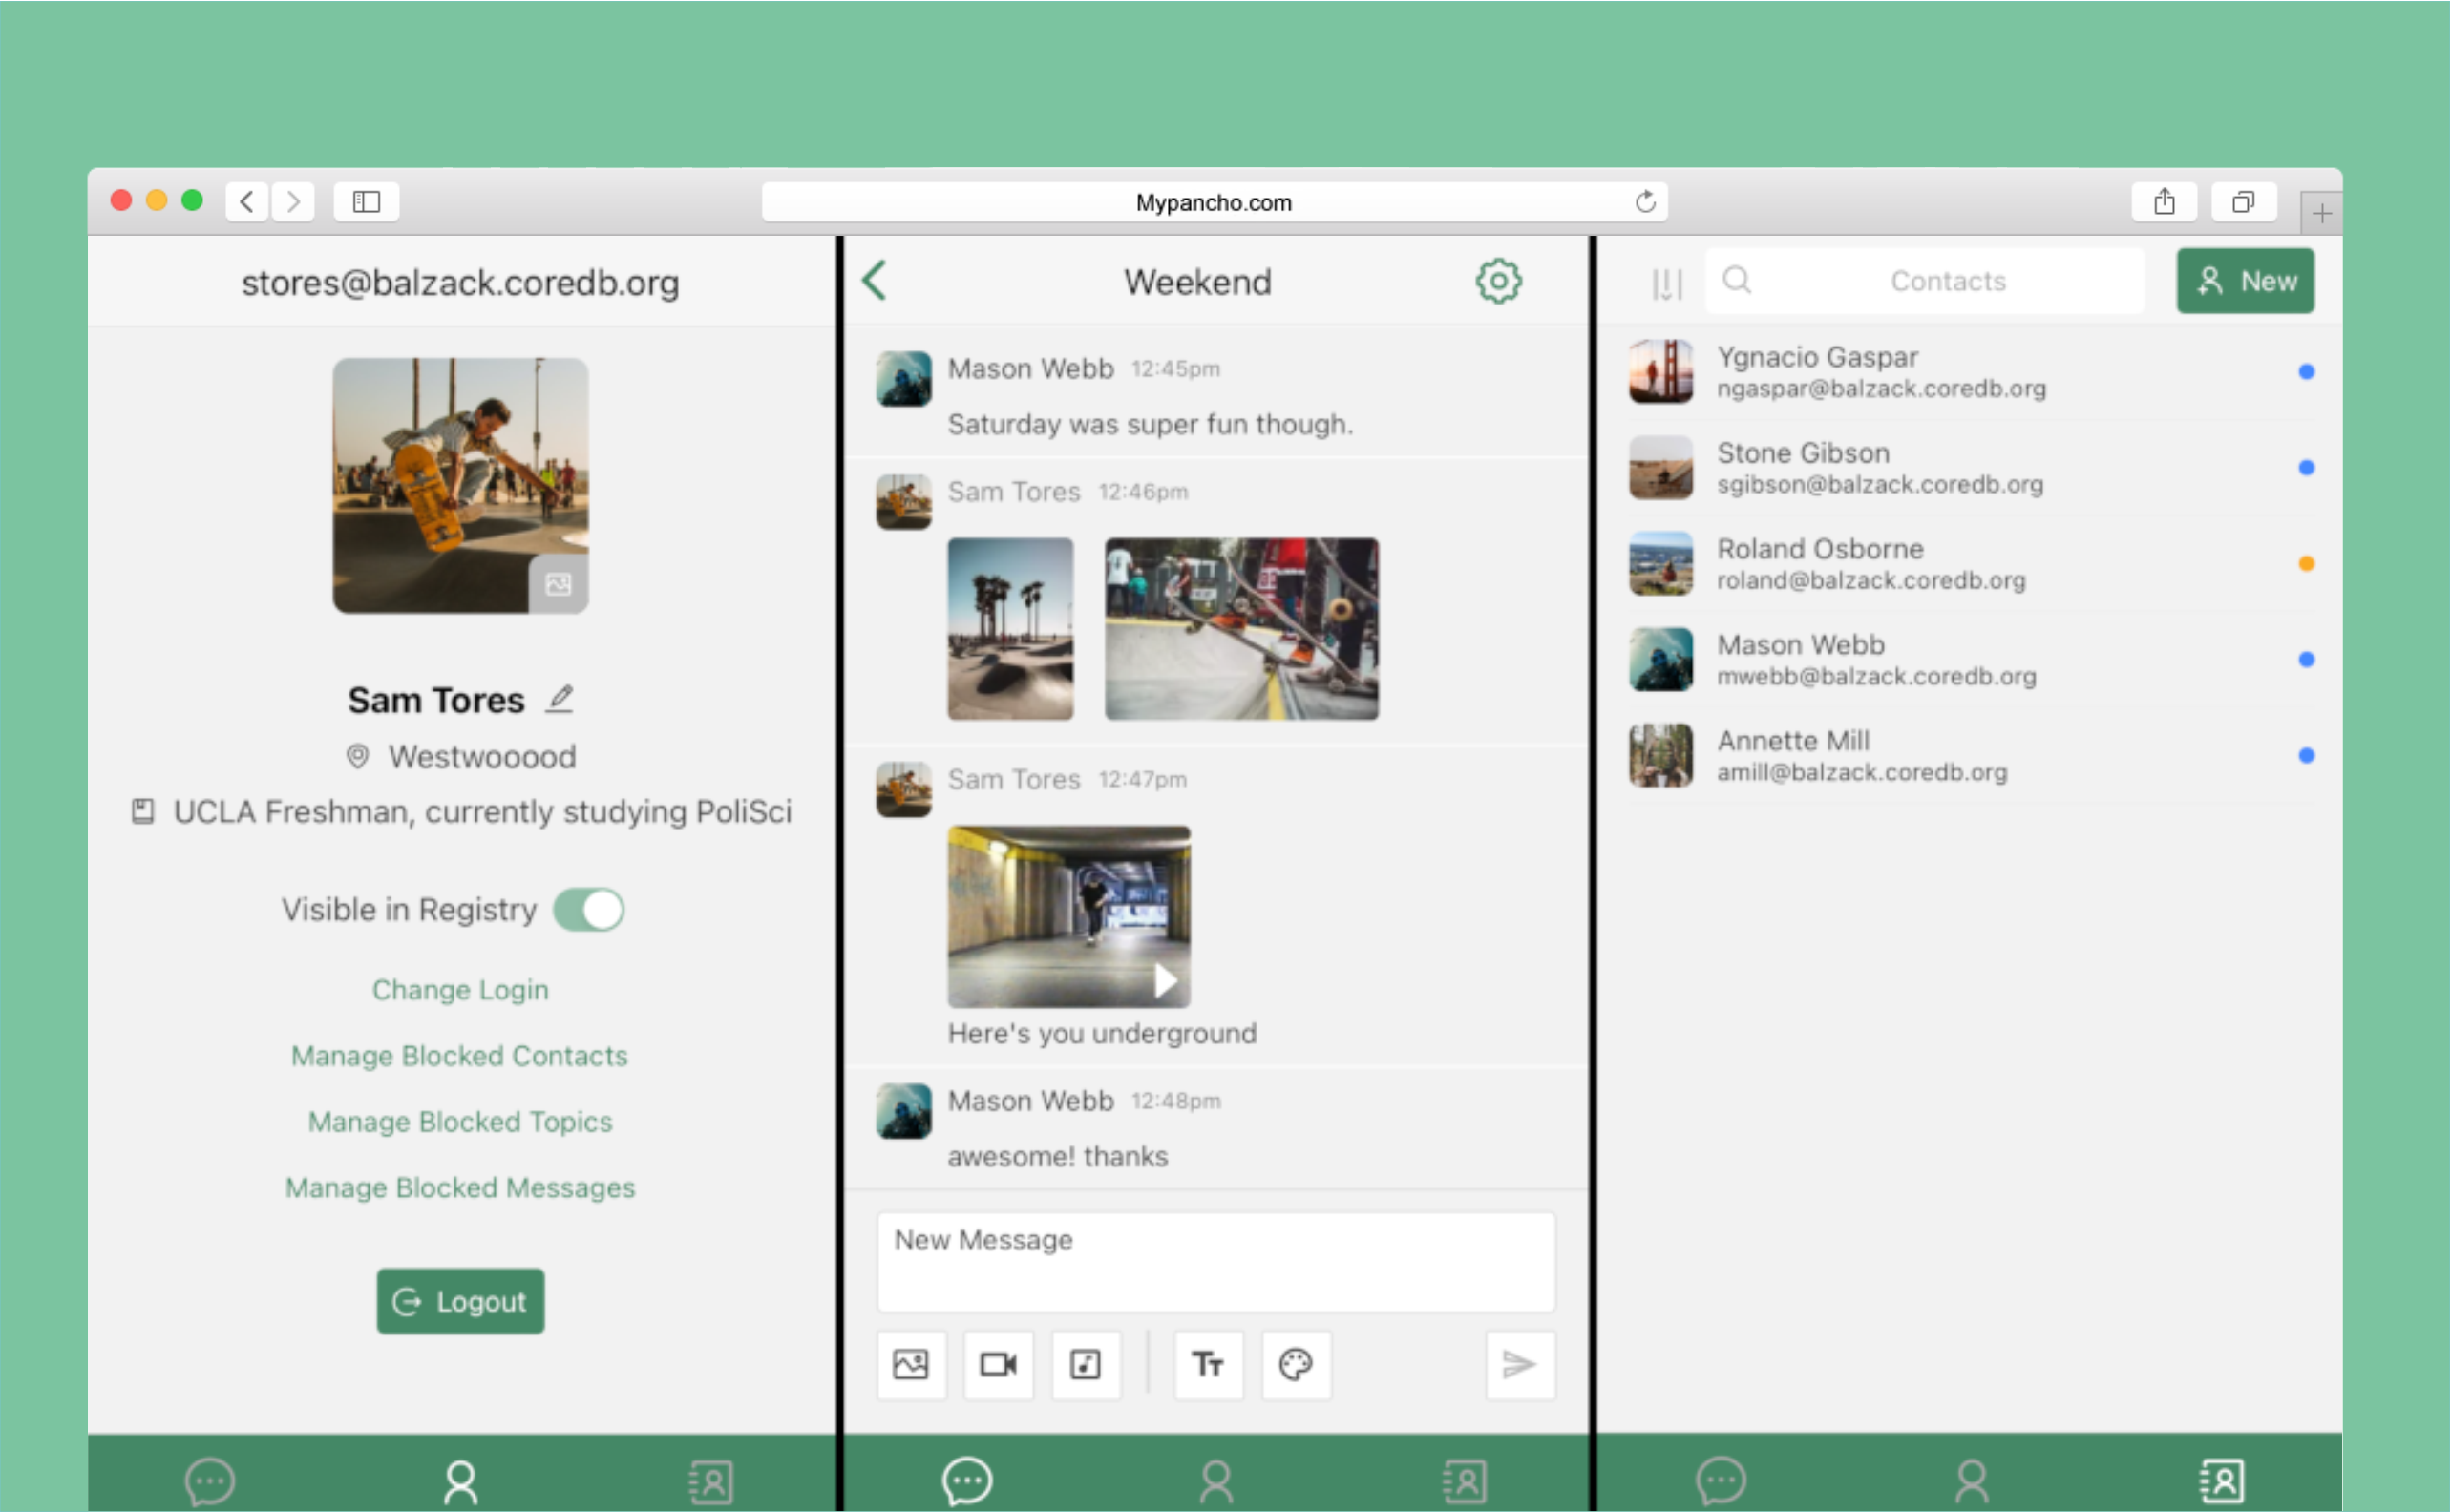 Mypancho.com
stores@balzack.coredb.org
Sam Tores
Westwooood
UCLA Freshman, currently studying PoliSci
Visible in Registry
Change Login
Manage Blocked Contacts
Manage Blocked Topics
Manage Blocked Messages
Logout
Weekend
Mason Webb 12:45pm
Saturday was super fun though.
Sam Tores 12:46pm
Sam Tores 12:47pm
Here's you underground
Mason Webb 12:48pm
awesome! thanks
New Message
TT
Contacts
New
Ygnacio Gaspar
ngaspar@balzack.coredb.org
Stone Gibson
sgibson@balzack.coredb.org
Roland Osborne
roland@balzack.coredb.org
Mason Webb
mwebb@balzack.coredb.org
Annette Mill
amill@balzack.coredb.org